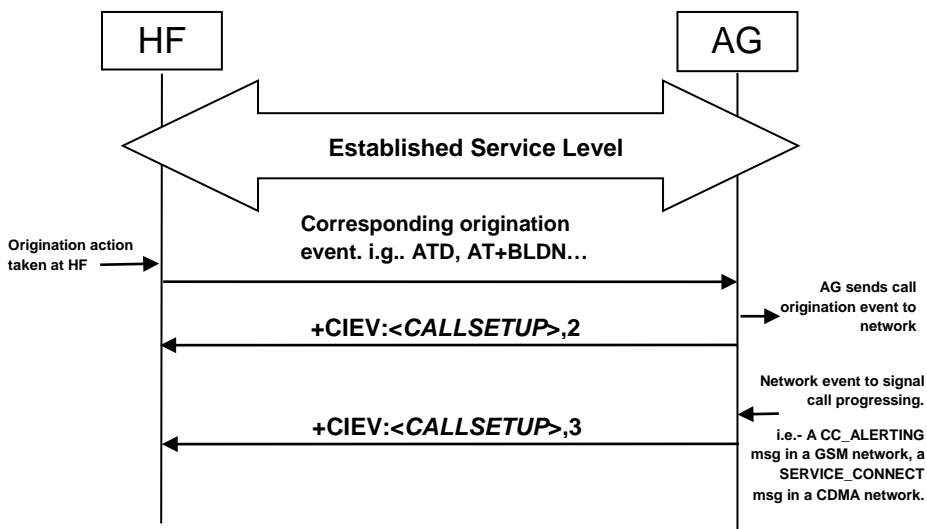 HF
AG
Established Service Level
Corresponding origination
event. i.g.. ATD, AT+BLDN…
Origination action
taken at HF
AG sends call
origination event to
network
+CIEV:<CALLSETUP>,2
Network event to signal
call progressing.
+CIEV:<CALLSETUP>,3
i.e.- A CC_ALERTING
msg in a GSM network, a
SERVICE_CONNECT
msg in a CDMA network.